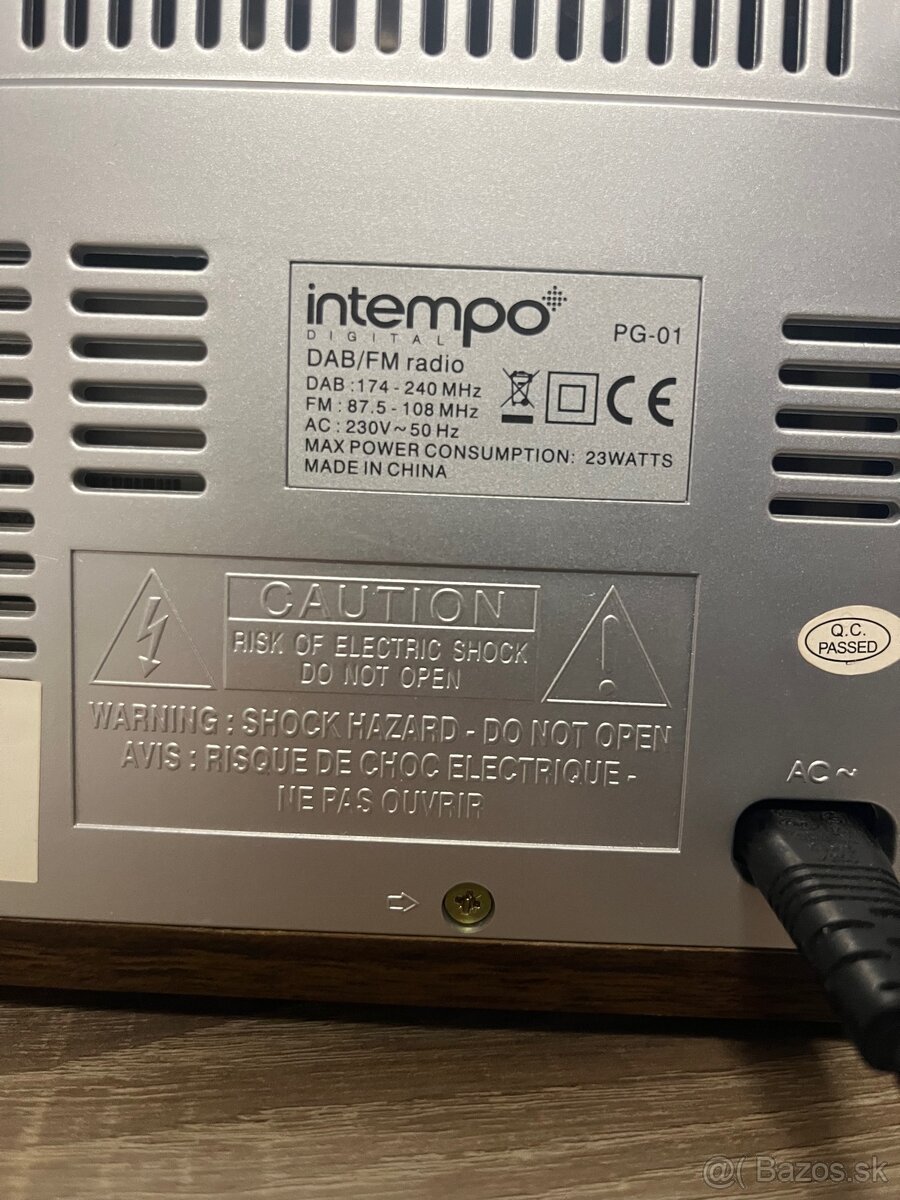 intempo
DIGITAL
PG-01
DAB/FM radio
DAB : 174 - 240 MHz
FM : 87.5 - 108 MHz
AC : 230V ~ 50 Hz
MAX POWER CONSUMPTION: 23WATTS
MADE IN CHINA
CAUTION
RISK OF ELECTRIC SHOCK
DO NOT OPEN
WARNING : SHOCK HAZARD - DO NOT OPEN
AVIS : RISQUE DE CHOC ELECTRIQUE -
NE PAS OUVRIR
Q.C.
PASSED
AC ~
@( Bazos.sk